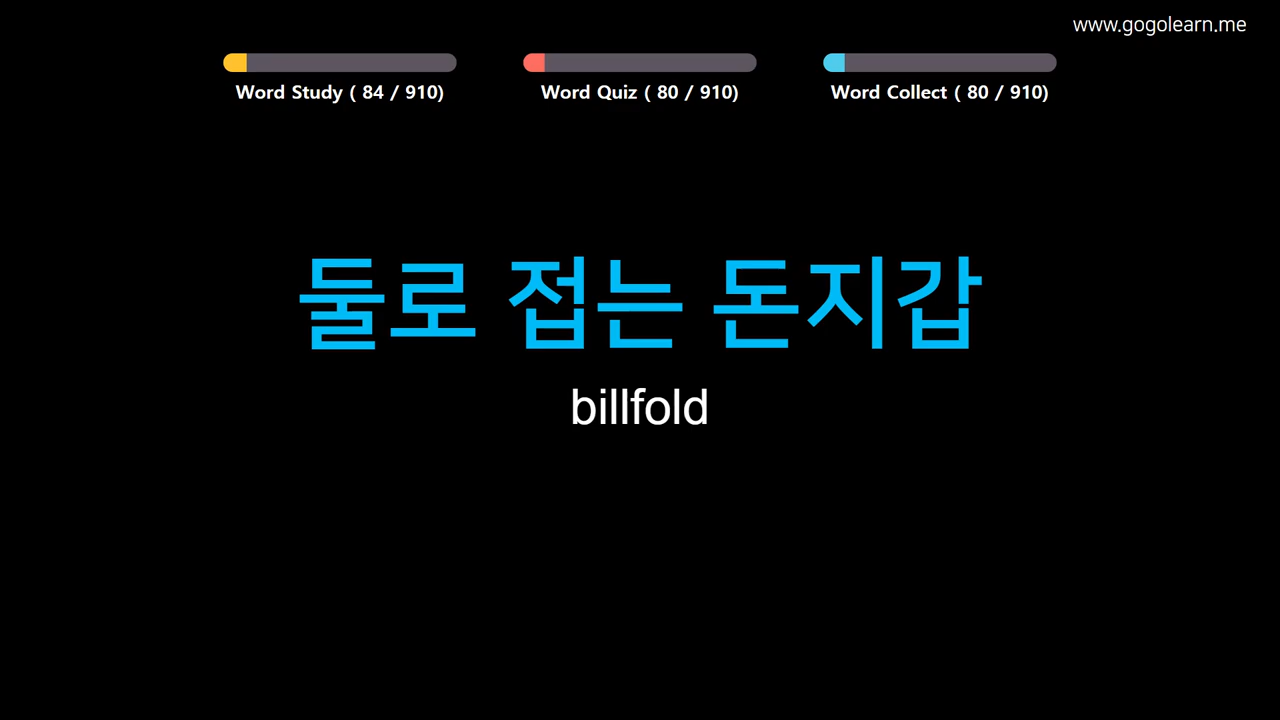 www.gogolearn.me
Word Study ( 84 / 910)
Word Quiz ( 80 / 910)
Word Collect ( 80 / 910)
둘로 접는 돈지갑
billfold